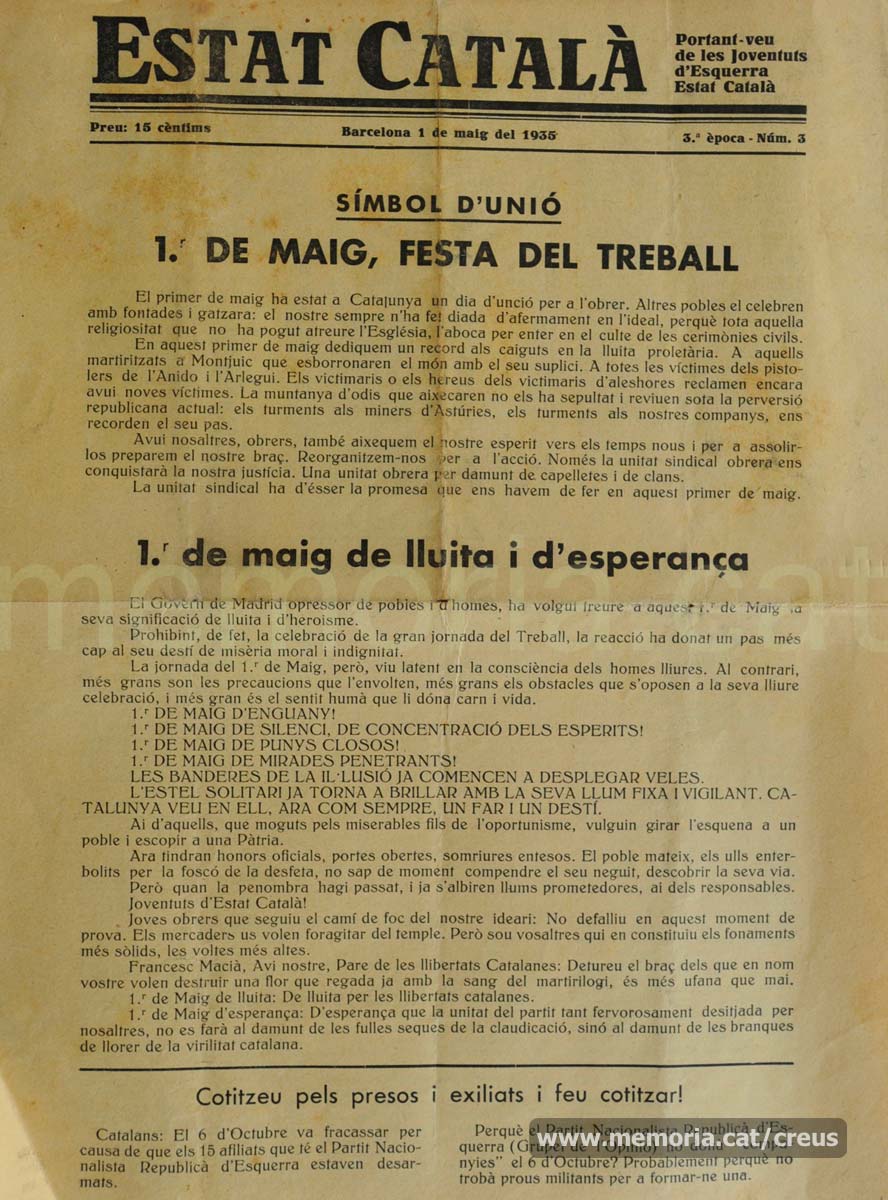 ESTAT CATALÀ
Portant-veu
de les Joventuts
d'Esquerra
Estat Català
Preu: 15 cèntims
Barcelona 1 de maig del 1935
3.ª època - Núm. 3
SÍMBOL D'UNIÓ
1.r DE MAIG, FESTA DEL TREBALL
El primer de maig ha estat a Catalunya un dia d'unció per a l'obrer. Altres pobles el celebren
amb fontades i gatzara: el nostre sempre n'ha fet diada d'afermament en l'ideal, perquè tota aquella
religiositat que no ha pogut atreure l'Església, l'aboca per enter en el culte de les cerimònies civils.
En aquest primer de maig dediquem un record als caiguts en la lluita proletària. A aquells
martiritzats a Montjuic que esborronaren el món amb el seu suplici. A totes les víctimes dels pisto-
lers de l'Anido i l'Arlegui. Els victimaris o els hereus dels victimaris d'aleshores reclamen encara
avui noves víctimes. La muntanya d'odis que aixecaren no els ha sepultat i reviuen sota la perversió
republicana actual: els turments als miners d'Astúries, els turments als nostres companys, ens
recorden el seu pas.
Avui nosaltres, obrers, també aixequem el nostre esperit vers els temps nous i per a assolir-
los preparem el nostre braç. Reorganitzem-nos per a l'acció. Només la unitat sindical obrera ens
conquistarà la nostra justícia. Una unitat obrera per damunt de capelletes i de clans.
La unitat sindical ha d'ésser la promesa que ens havem de fer en aquest primer de maig.
1.r de maig de lluita i d'esperança
El Govern de Madrid opressor de pobles i homes, ha volgut treure a aquest 1.r de Maig la
seva significació de lluita i d'heroisme.
Prohibint, de fet, la celebració de la gran jornada del Treball, la reacció ha donat un pas més
cap al seu destí de misèria moral i indignitat.
La jornada del 1.r de Maig, però, viu latent en la consciència dels homes lliures. Al contrari,
més grans son les precaucions que l'envolten, més grans els obstacles que s'oposen a la seva lliure
celebració, i més gran és el sentit humà que li dóna carn i vida.
1.r DE MAIG D'ENGUANY!
1.r DE MAIG DE SILENCI, DE CONCENTRACIÓ DELS ESPERITS!
1.r DE MAIG DE PUNYS CLOSOS!
1.r DE MAIG DE MIRADES PENETRANTS!
LES BANDERES DE LA IL·LUSIÓ JA COMENCEN A DESPLEGAR VELES.
L'ESTEL SOLITARI JA TORNA A BRILLAR AMB LA SEVA LLUM FIXA I VIGILANT. CA-
TALUNYA VEU EN ELL, ARA COM SEMPRE, UN FAR I UN DESTÍ.
Ai d'aquells, que moguts pels miserables fils de l'oportunisme, vulguin girar l'esquena a un
poble i escopir a una Pàtria.
Ara tindran honors oficials, portes obertes, somriures entesos. El poble mateix, els ulls enter-
bolits per la foscó de la desfeta, no sap de moment compendre el seu neguit, descobrir la seva via.
Però quan la penombra hagi passat, i ja s'albiren llums prometedores, ai dels responsables.
Joventuts d'Estat Català!
Joves obrers que seguiu el camí de foc del nostre ideari: No defalliu en aquest moment de
prova. Els mercaders us volen foragitar del temple. Però sou vosaltres qui en constituiu els fonaments
més sòlids, les voltes més altes.
Francesc Macià, Avi nostre, Pare de les llibertats Catalanes: Detureu el braç dels que en nom
vostre volen destruir una flor que regada ja amb la sang del martirilogi, és més ufana que mai.
1.r de Maig de lluita: De lluita per les llibertats catalanes.
1.r de Maig d'esperança: D'esperança que la unitat del partit tant fervorosament desitjada per
nosaltres, no es farà al damunt de les fulles seques de la claudicació, sinó al damunt de les branques
de llorer de la virilitat catalana.
Cotitzeu pels presos i exiliats i feu cotitzar!
Catalans: El 6 d'Octubre va fracassar per
causa de que els 15 afiliats que té el Partit Nacio-
nalista Republicà d'Esquerra estaven desar-
mats.
Perquè el Partit Nacionalista Republicà d'Es-
querra (Grupet de l'Opinió) no donà
nyies" el 6 d'Octubre? Probablement perquè no
trobà prous militants per a formar-ne una.
www.memoria.cat/creus